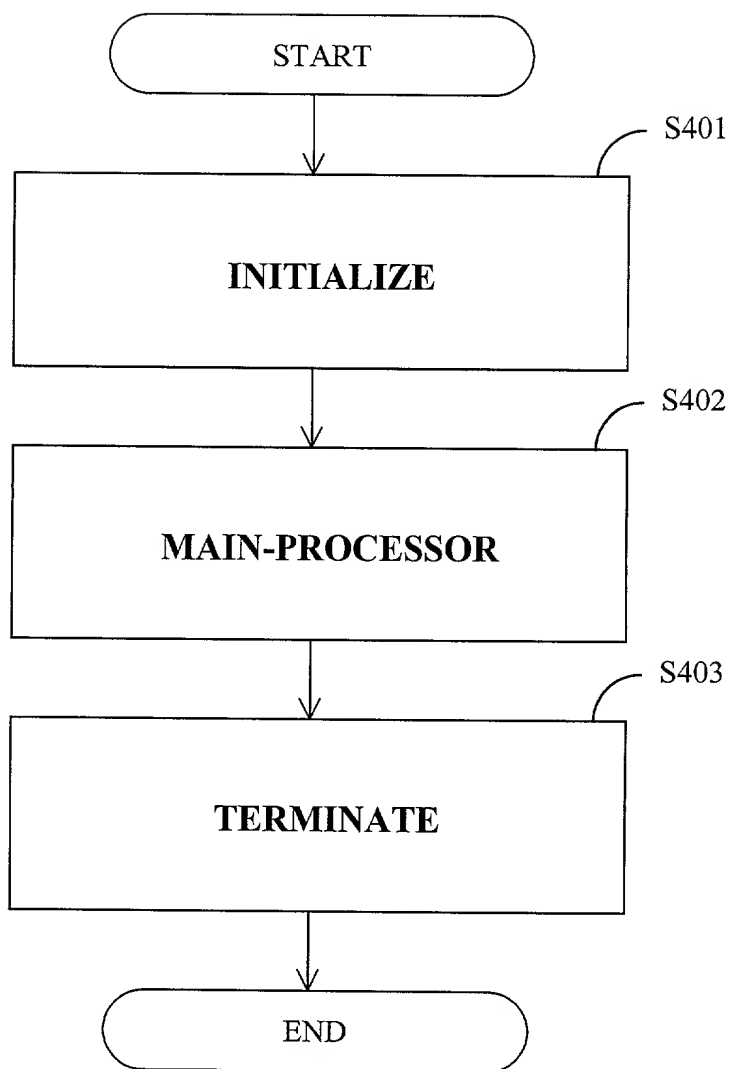 START
S401
INITIALIZE
S402
MAIN-PROCESSOR
S403
TERMINATE
END